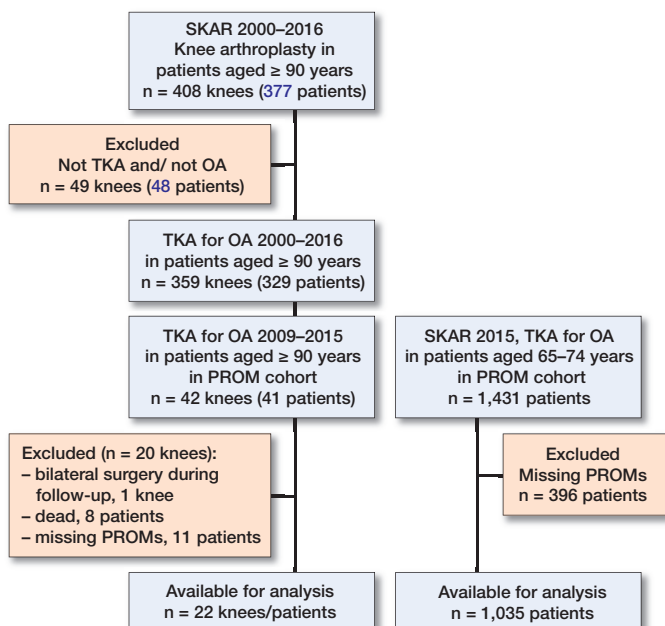 SKAR 2000–2016
Knee arthroplasty in
patients aged ≥ 90 years
n = 408 knees (377 patients)
Excluded
Not TKA and/ not OA
n = 49 knees (48 patients)
TKA for OA 2000–2016
in patients aged ≥ 90 years
n = 359 knees (329 patients)
TKA for OA 2009–2015
in patients aged ≥ 90 years
in PROM cohort
n = 42 knees (41 patients)
SKAR 2015, TKA for OA
in patients aged 65–74 years
in PROM cohort
n = 1,431 patients
Excluded (n = 20 knees):
– bilateral surgery during
follow-up, 1 knee
– dead, 8 patients
– missing PROMs, 11 patients
Excluded
Missing PROMs
n = 396 patients
Available for analysis
n = 22 knees/patients
Available for analysis
n = 1,035 patients